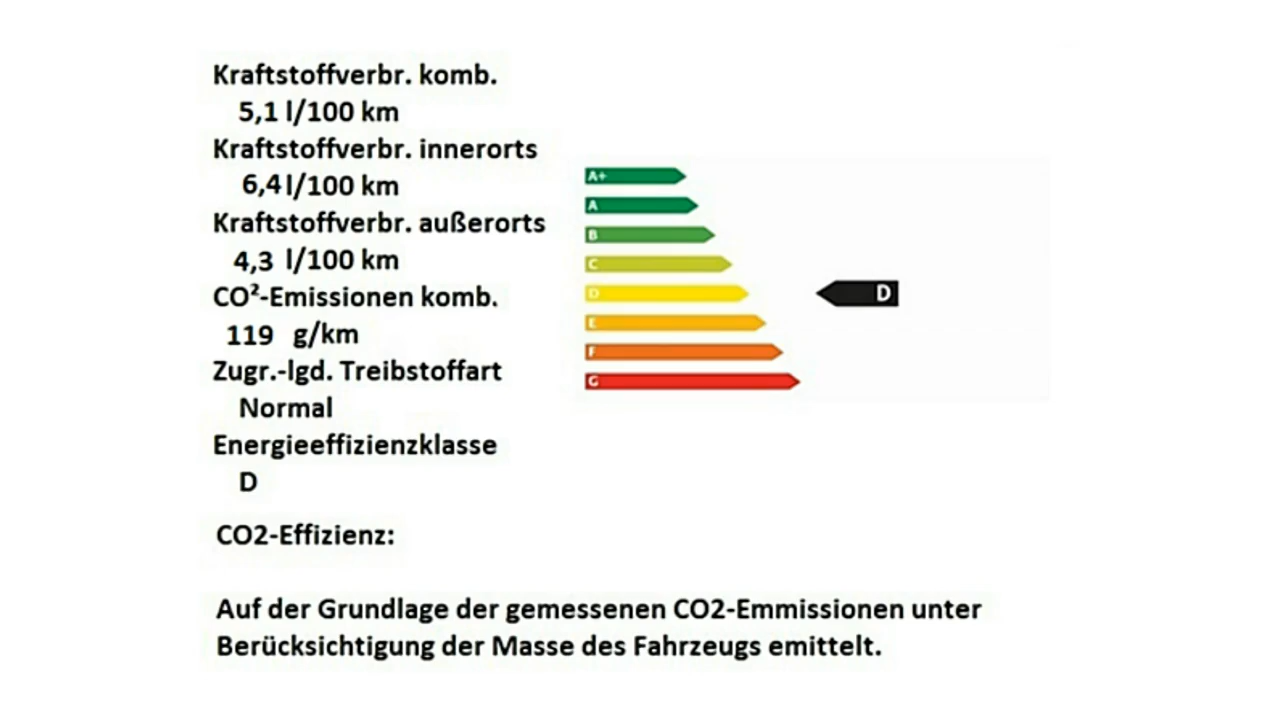 Kraftstoffverbr. komb.
5,1 l/100 km
Kraftstoffverbr. innerorts
6,4 l/100 km
Kraftstoffverbr. außerorts
4,3 l/100 km
CO²-Emissionen komb.
119 g/km
Zugr.-lgd. Treibstoffart
Normal
Energieeffizienzklasse
D
A+
A
B
C
D
D
E
F
G
CO2-Effizienz:
Auf der Grundlage der gemessenen CO2-Emmissionen unter
Berücksichtigung der Masse des Fahrzeugs emittelt.